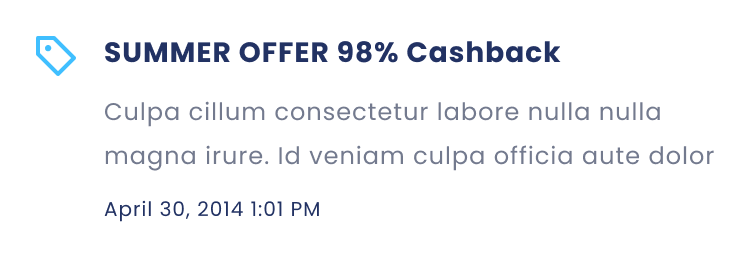 SUMMER OFFER 98% Cashback
Culpa cillum consectetur labore nulla nulla
magna irure. Id veniam culpa officia aute dolor
April 30, 2014 1:01 PM